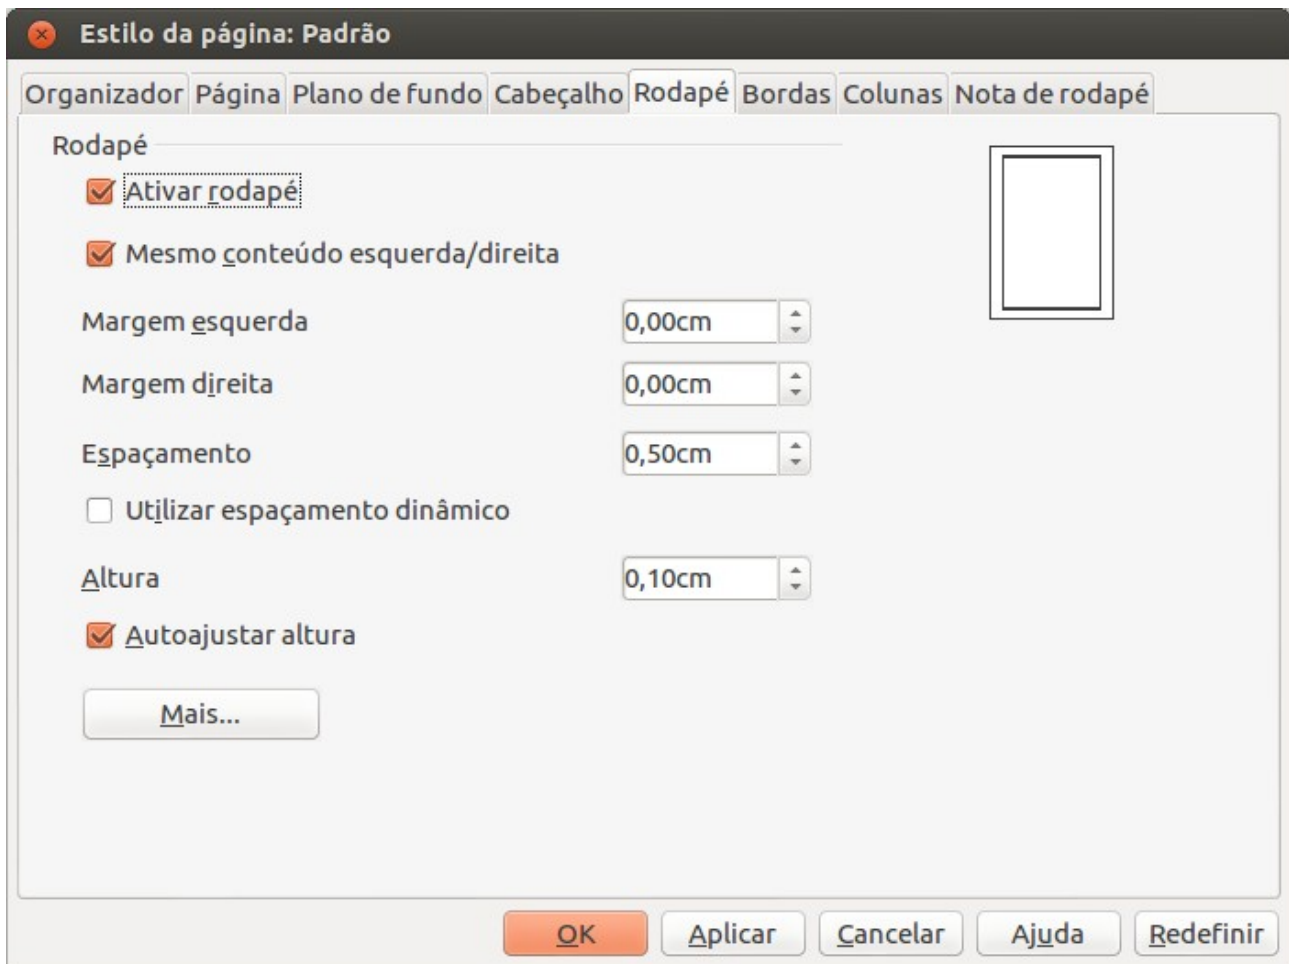 Estilo da página: Padrão
Organizador Página Plano de fundo Cabeçalho Rodapé Bordas Colunas Nota de rodapé
Rodapé
Ativar rodapé
Mesmo conteúdo esquerda/direita
Margem esquerda 0,00cm
Margem direita 0,00cm
Espaçamento 0,50cm
Utilizar espaçamento dinâmico
Altura 0,10cm
Autoajustar altura
Mais...
OK Aplicar Cancelar Ajuda Redefinir